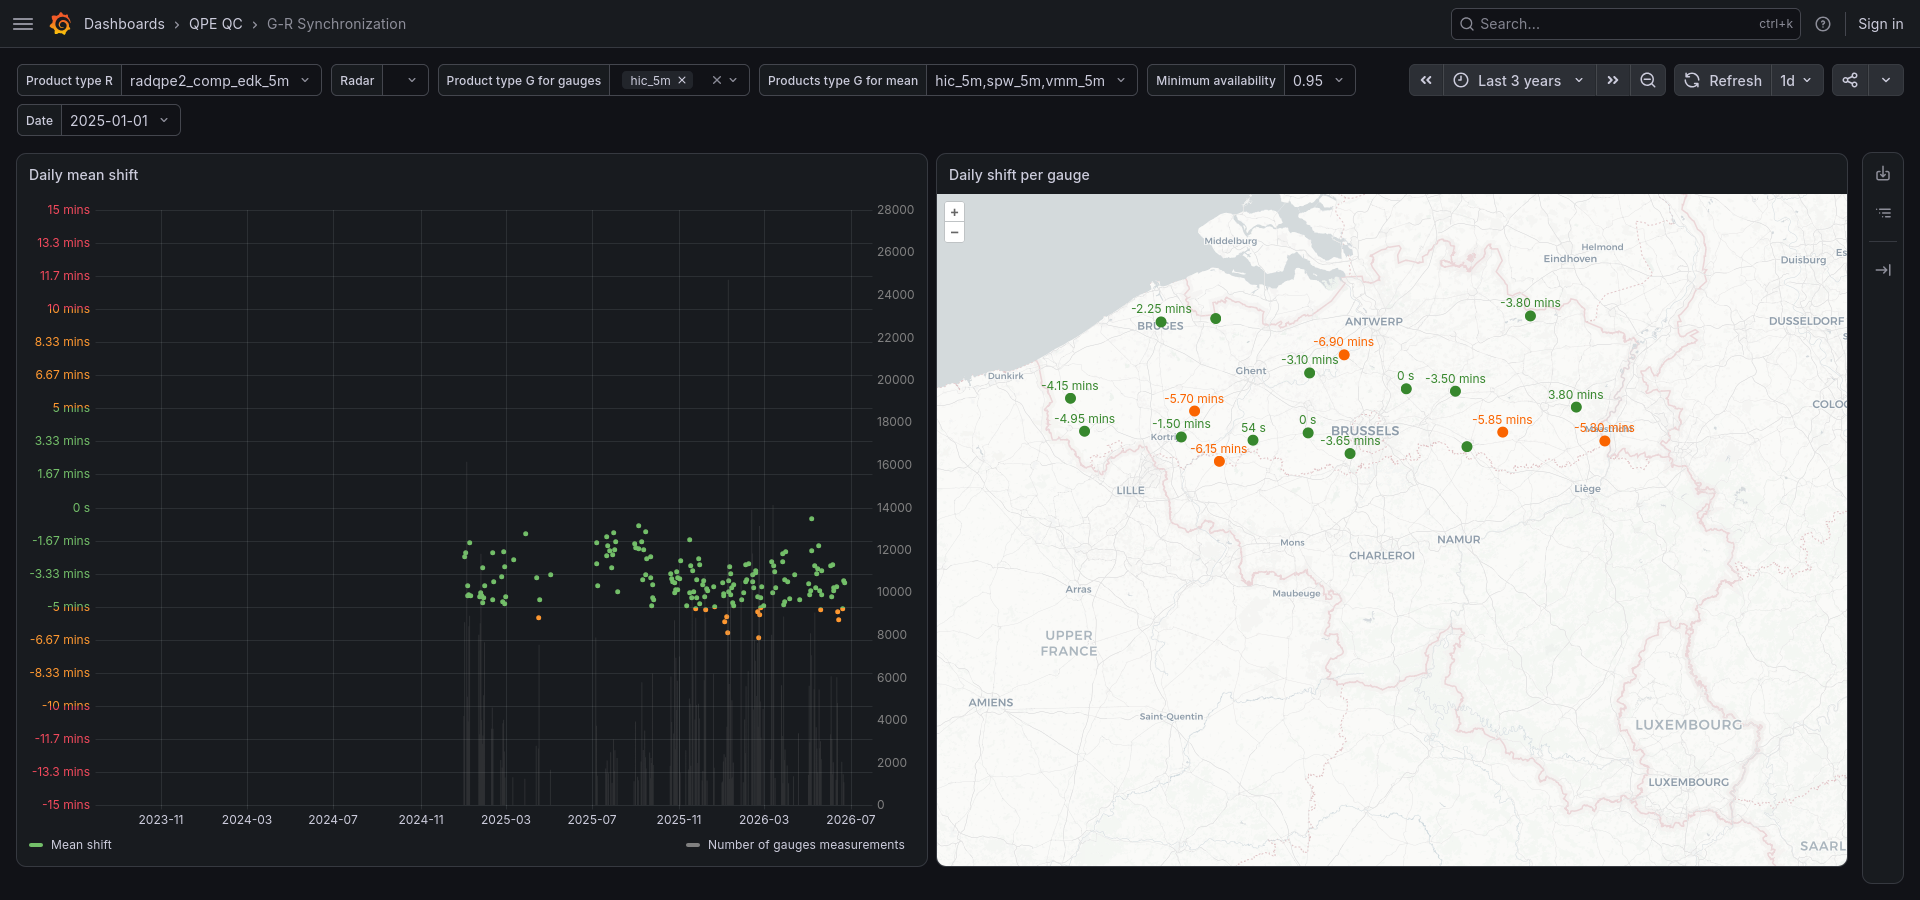 Dashboards › QPE QC › G-R Synchronization
Search... ctrl+k
Sign in
Product type R radqpe2_comp_edk_5m
Radar
Product type G for gauges hic_5m
Products type G for mean hic_5m,spw_5m,vmm_5m
Minimum availability 0.95
Last 3 years
Refresh 1d
Date 2025-01-01
Daily mean shift
15 mins
13.3 mins
11.7 mins
10 mins
8.33 mins
6.67 mins
5 mins
3.33 mins
1.67 mins
0 s
-1.67 mins
-3.33 mins
-5 mins
-6.67 mins
-8.33 mins
-10 mins
-11.7 mins
-13.3 mins
-15 mins
28000
26000
24000
22000
20000
18000
16000
14000
12000
10000
8000
6000
4000
2000
0
2023-11 2024-03 2024-07 2024-11 2025-03 2025-07 2025-11 2026-03 2026-07
Mean shift
Number of gauges measurements
Daily shift per gauge
+
−
Middelburg
Helmond
Eindhoven
Duisburg
Es
-2.25 mins
BRUGES
-3.80 mins
ANTWERP
DUSSELDORF
-6.90 mins
-3.10 mins
Dunkirk
Ghent
0 s
-3.50 mins
-4.15 mins
-5.70 mins
3.80 mins
COLOG
-4.95 mins
-1.50 mins
54 s
0 s
-5.85 mins
-5.80 mins
BRUSSELS
Kortri
-3.65 mins
-6.15 mins
LILLE
Liège
Mons
NAMUR
CHARLEROI
Arras
Maubeuge
UPPER
FRANCE
AMIENS
Saint-Quentin
LUXEMBOURG
LUXEMBOURG
SAARL